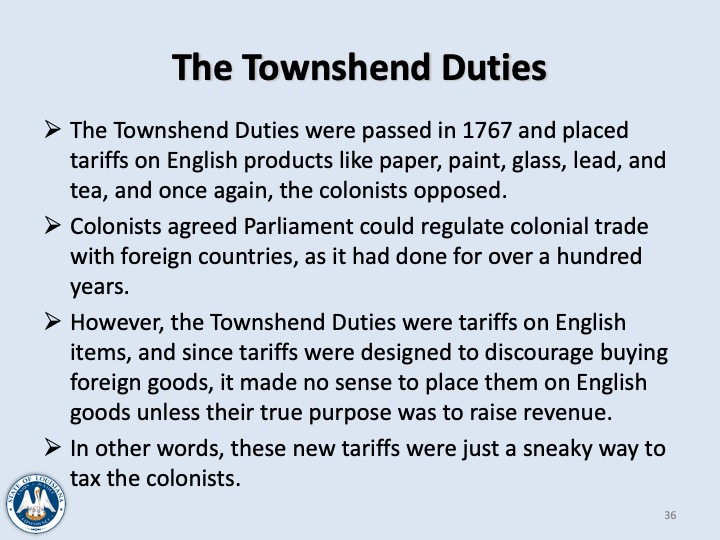 The Townshend Duties
➢ The Townshend Duties were passed in 1767 and placed
tariffs on English products like paper, paint, glass, lead, and
tea, and once again, the colonists opposed.
➢ Colonists agreed Parliament could regulate colonial trade
with foreign countries, as it had done for over a hundred
years.
➢ However, the Townshend Duties were tariffs on English
items, and since tariffs were designed to discourage buying
foreign goods, it made no sense to place them on English
goods unless their true purpose was to raise revenue.
➢ In other words, these new tariffs were just a sneaky way to
tax the colonists.
STATE OF LOUISIANA
CONFIDENCE
36